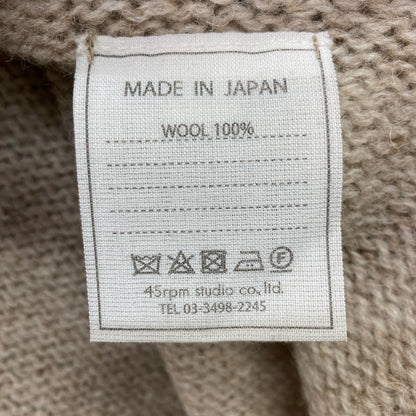 MADE IN JAPAN
WOOL 100%
F
45rpm studio co., ltd.
TEL 03-3498-2245